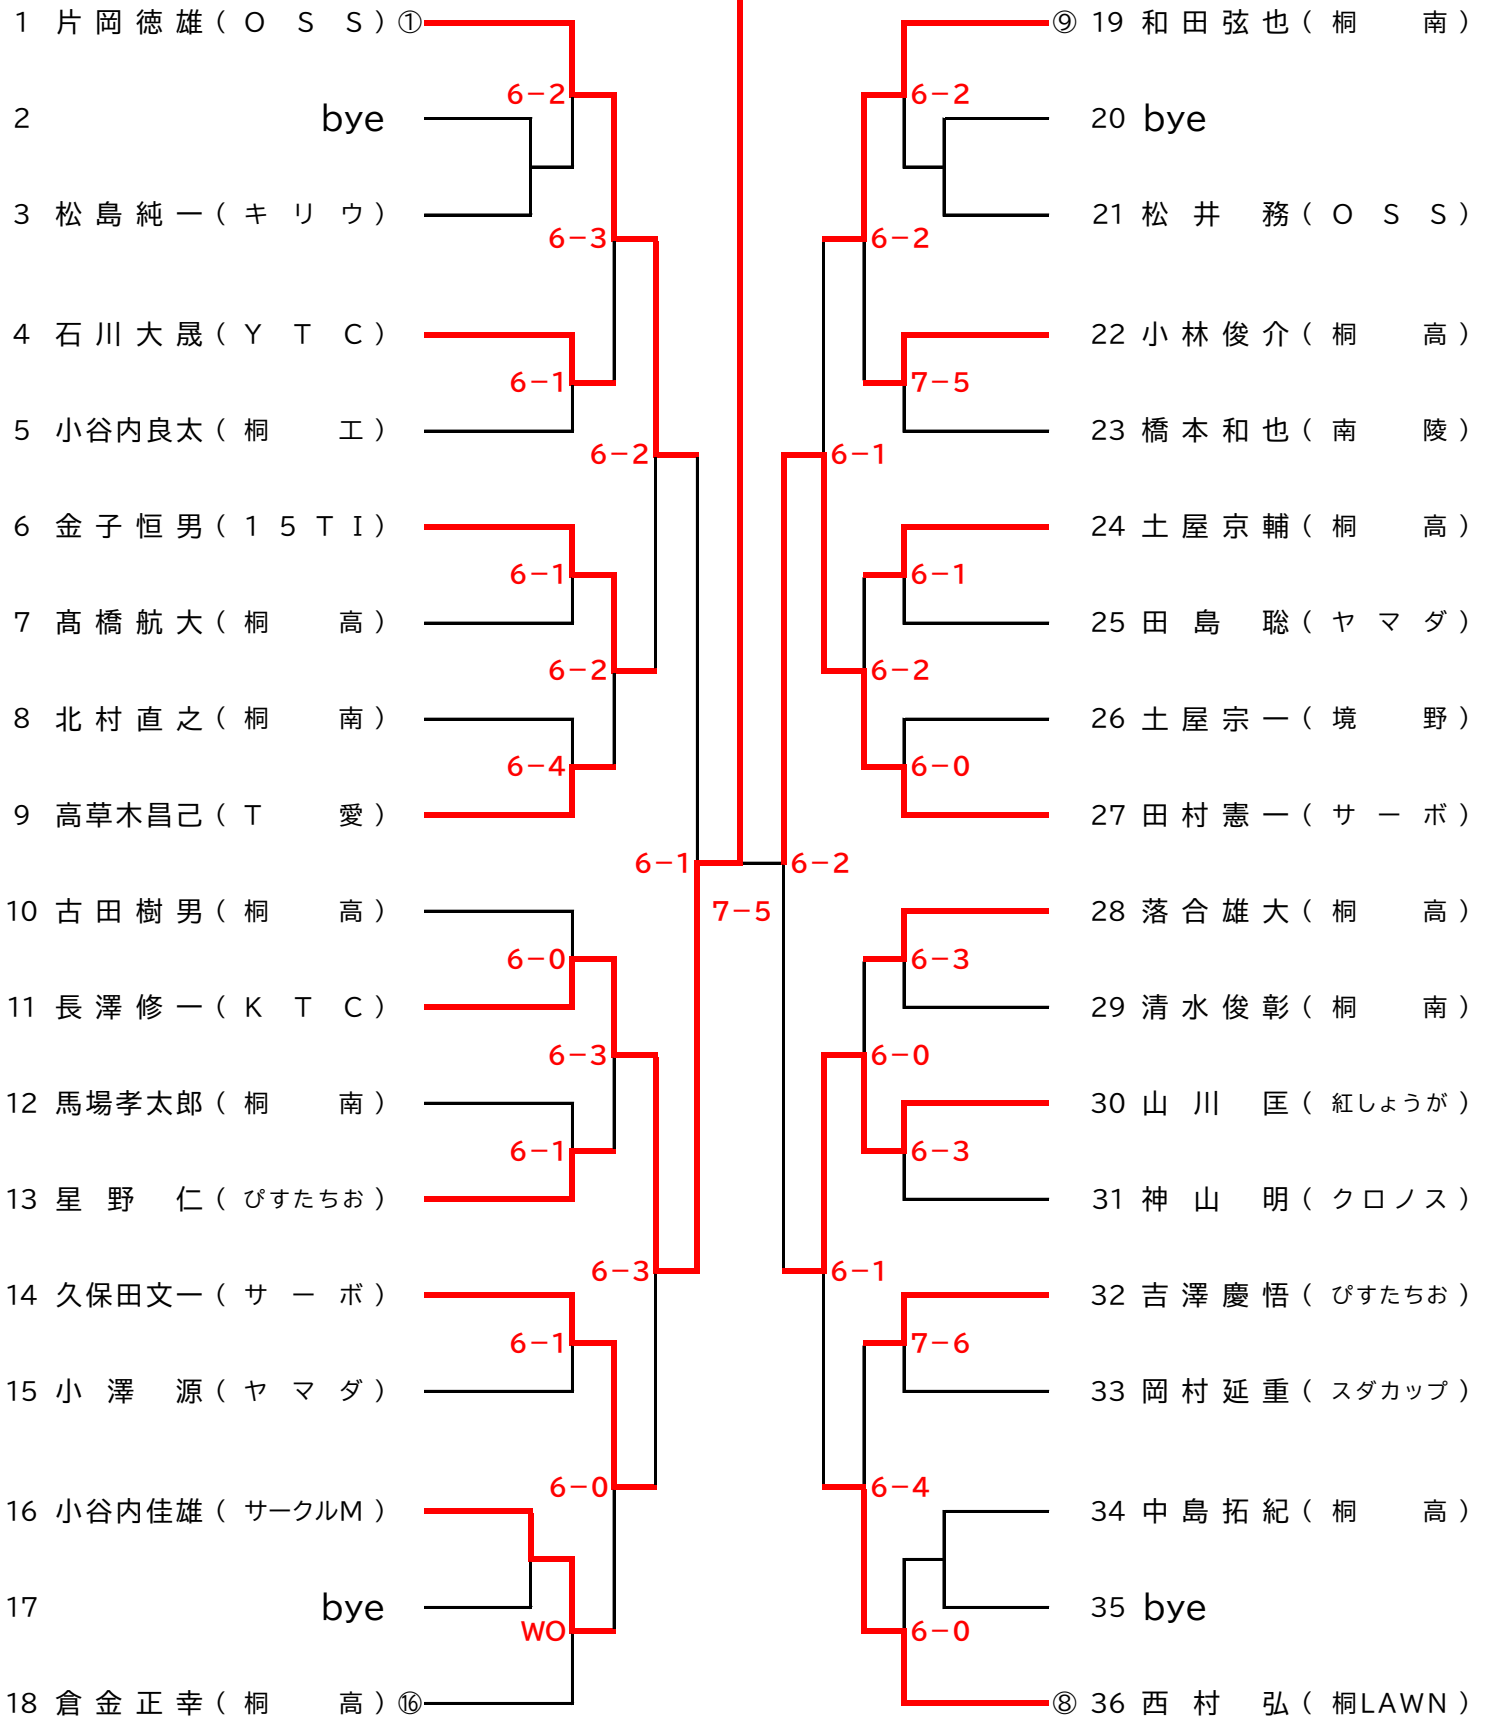 1 片岡徳雄（OSS）①
6-2
2 bye
3 松島純一（キリウ）
6-3
4 石川大晟（YTC）
6-1
5 小谷内良太（桐工）
6-2
6 金子恒男（15TI）
6-1
7 髙橋航大（桐高）
6-2
8 北村直之（桐南）
6-4
9 高草木昌己（T愛）
6-1
7-5
10 古田樹男（桐高）
6-0
11 長澤修一（KTC）
6-3
12 馬場孝太郎（桐南）
6-1
13 星野仁（ぴすたちお）
6-3
14 久保田文一（サーボ）
6-1
15 小澤源（ヤマダ）
6-0
16 小谷内佳雄（サークルM）
17 bye
WO
18 倉金正幸（桐高）⑯
⑨ 19 和田弦也（桐南）
6-2
20 bye
21 松井務（OSS）
6-2
22 小林俊介（桐高）
7-5
23 橋本和也（南陵）
6-1
24 土屋京輔（桐高）
6-1
25 田島聡（ヤマダ）
6-2
26 土屋宗一（境野）
6-0
27 田村憲一（サーボ）
6-2
28 落合雄大（桐高）
6-3
29 清水俊彰（桐南）
6-0
30 山川匡（紅しょうが）
6-3
31 神山明（クロノス）
6-1
32 吉澤慶悟（ぴすたちお）
7-6
33 岡村延重（スダカップ）
6-4
34 中島拓紀（桐高）
35 bye
6-0
⑧ 36 西村弘（桐LAWN）